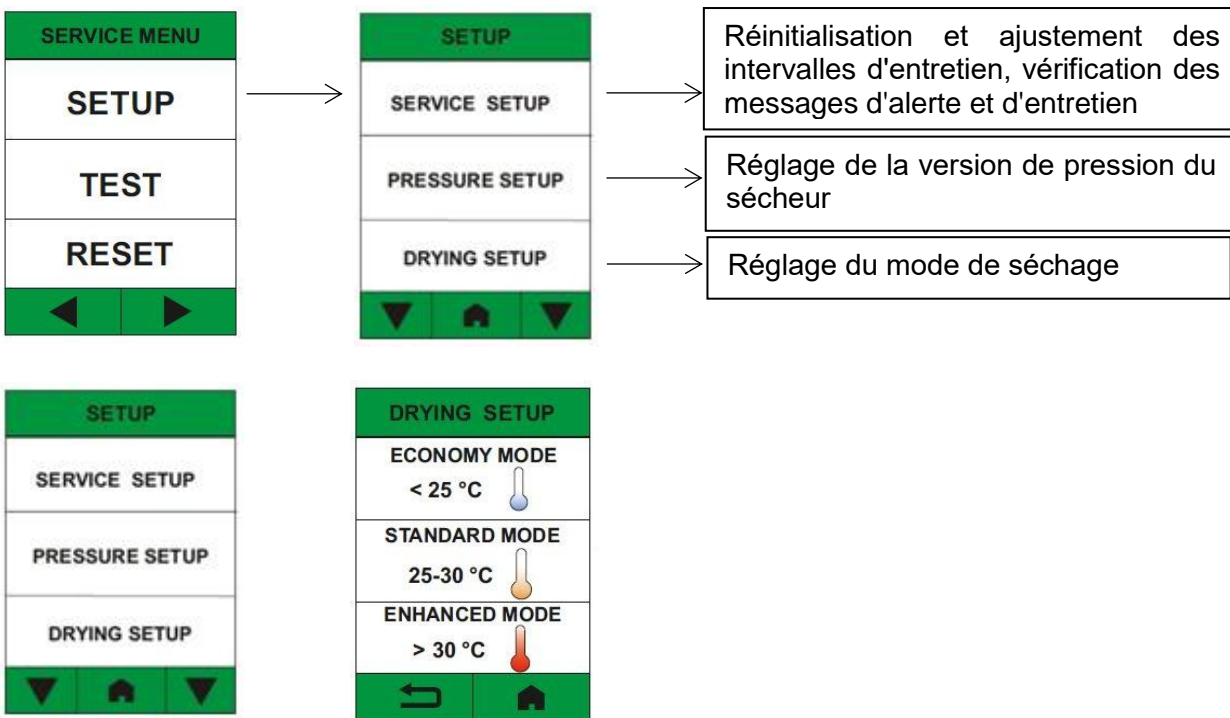 SERVICE MENU
SETUP
TEST
RESET
SETUP
SERVICE SETUP
PRESSURE SETUP
DRYING SETUP
Réinitialisation et ajustement des
intervalles d'entretien, vérification des
messages d'alerte et d'entretien
Réglage de la version de pression du
sécheur
Réglage du mode de séchage
SETUP
SERVICE SETUP
PRESSURE SETUP
DRYING SETUP
DRYING SETUP
ECONOMY MODE
< 25 °C
STANDARD MODE
25-30 °C
ENHANCED MODE
> 30 °C